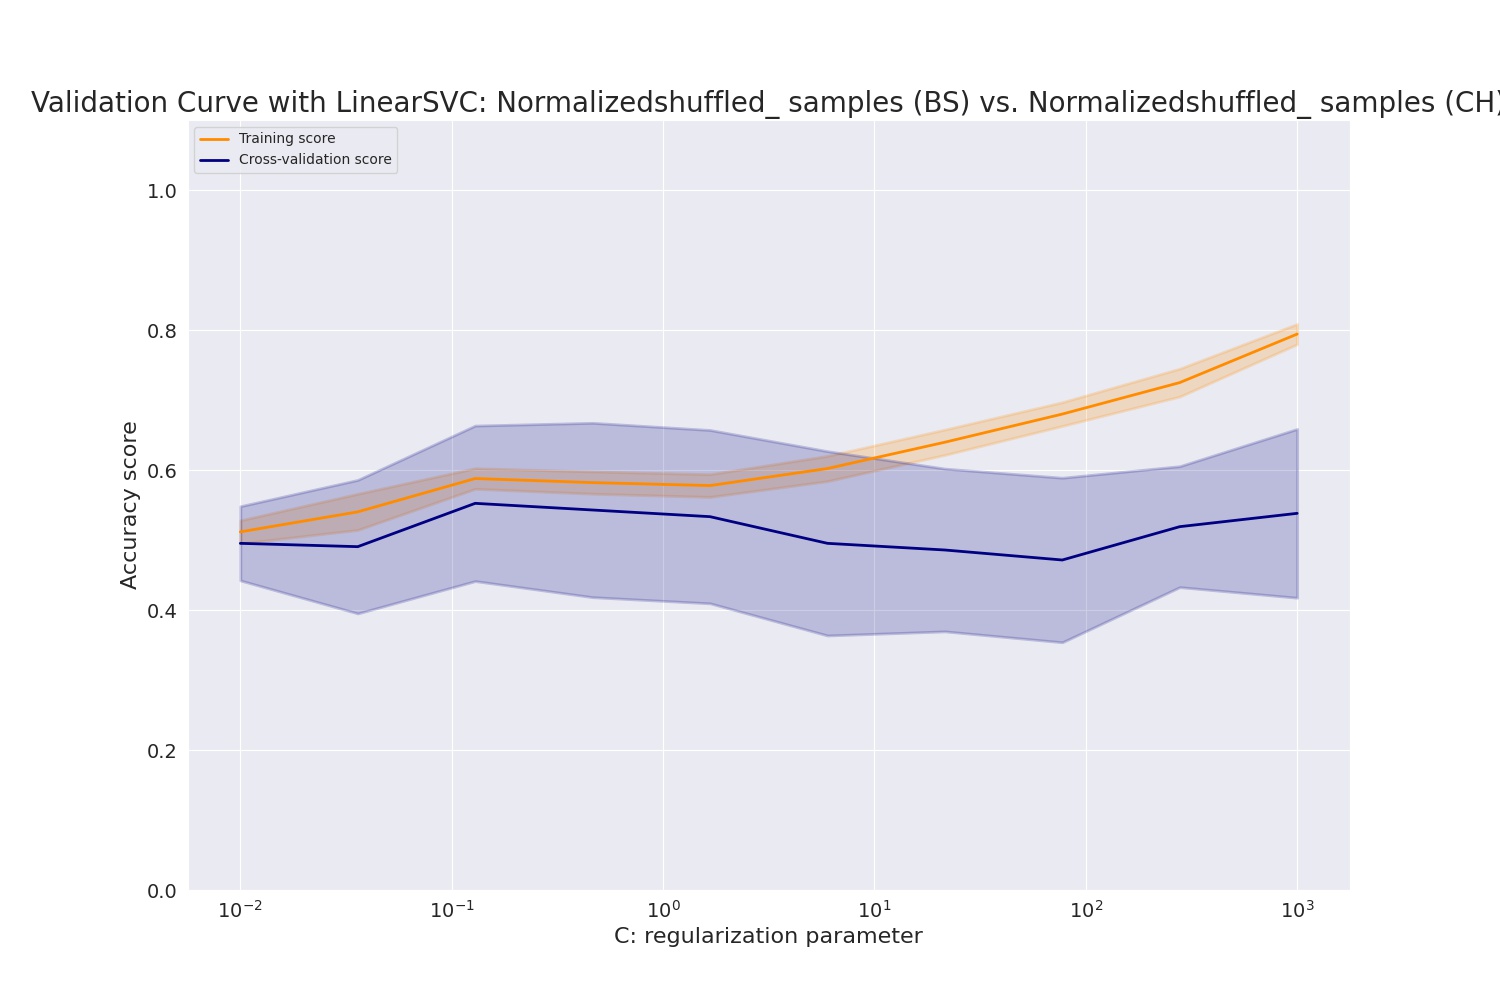 Validation Curve with LinearSVC: Normalizedshuffled_ samples (BS) vs. Normalizedshuffled_ samples (CH)
Training score
Cross-validation score
1.0
0.8
0.6
0.4
0.2
0.0
Accuracy score
10⁻² 10⁻¹ 10⁰ 10¹ 10² 10³
C: regularization parameter